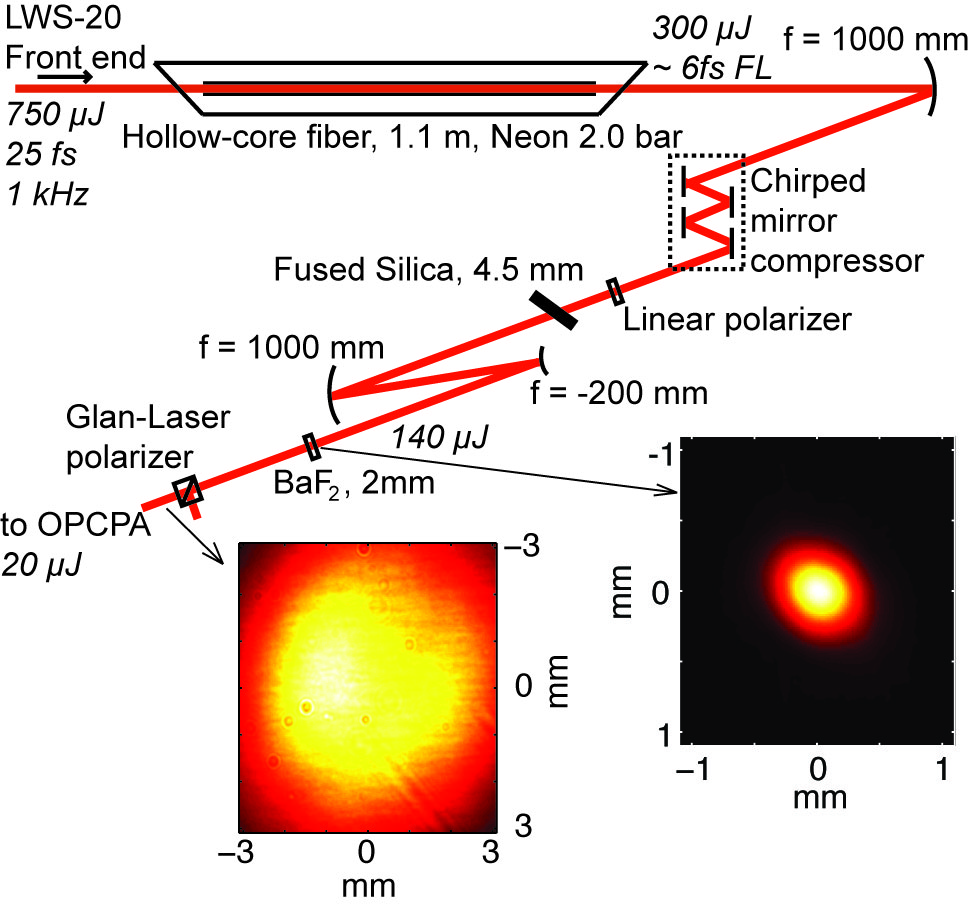 LWS-20
Front end
750 µJ
25 fs
1 kHz
300 µJ
~ 6fs FL
f = 1000 mm
Hollow-core fiber, 1.1 m, Neon 2.0 bar
Chirped
mirror
compressor
Fused Silica, 4.5 mm
Linear polarizer
f = 1000 mm
f = -200 mm
Glan-Laser
polarizer
140 µJ
BaF2, 2mm
to OPCPA
20 µJ
-1
0
1
mm
−1
0
1
mm
−3
0
3
mm
−3
0
3
mm